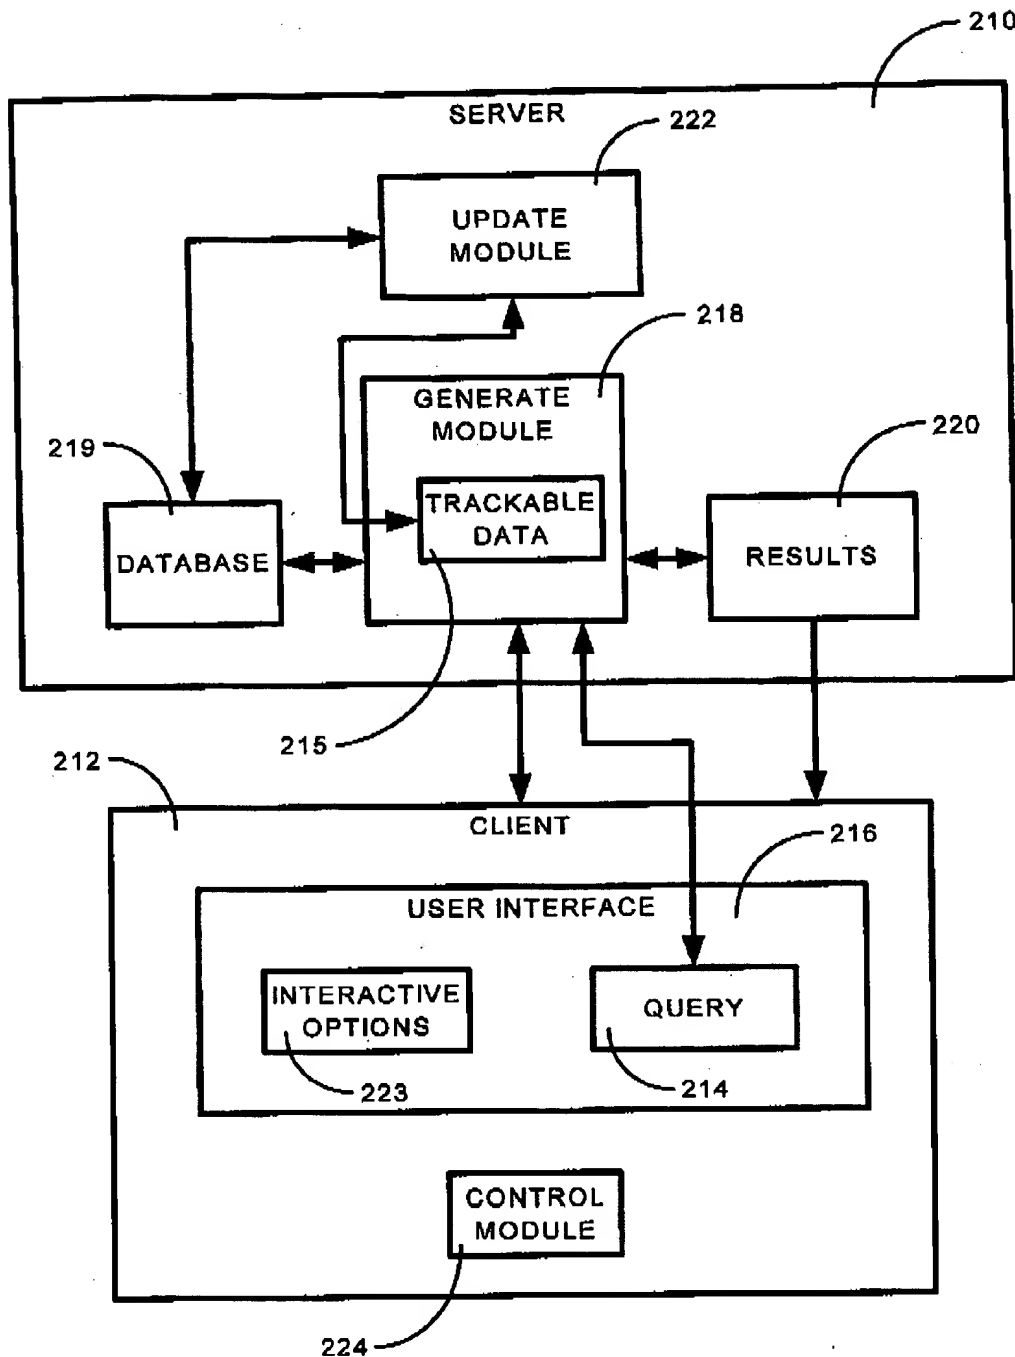 210
SERVER
222
UPDATE
MODULE
218
GENERATE
MODULE
219
220
TRACKABLE
DATA
DATABASE
RESULTS
215
212
CLIENT
216
USER INTERFACE
INTERACTIVE
OPTIONS
QUERY
223
214
CONTROL
MODULE
224